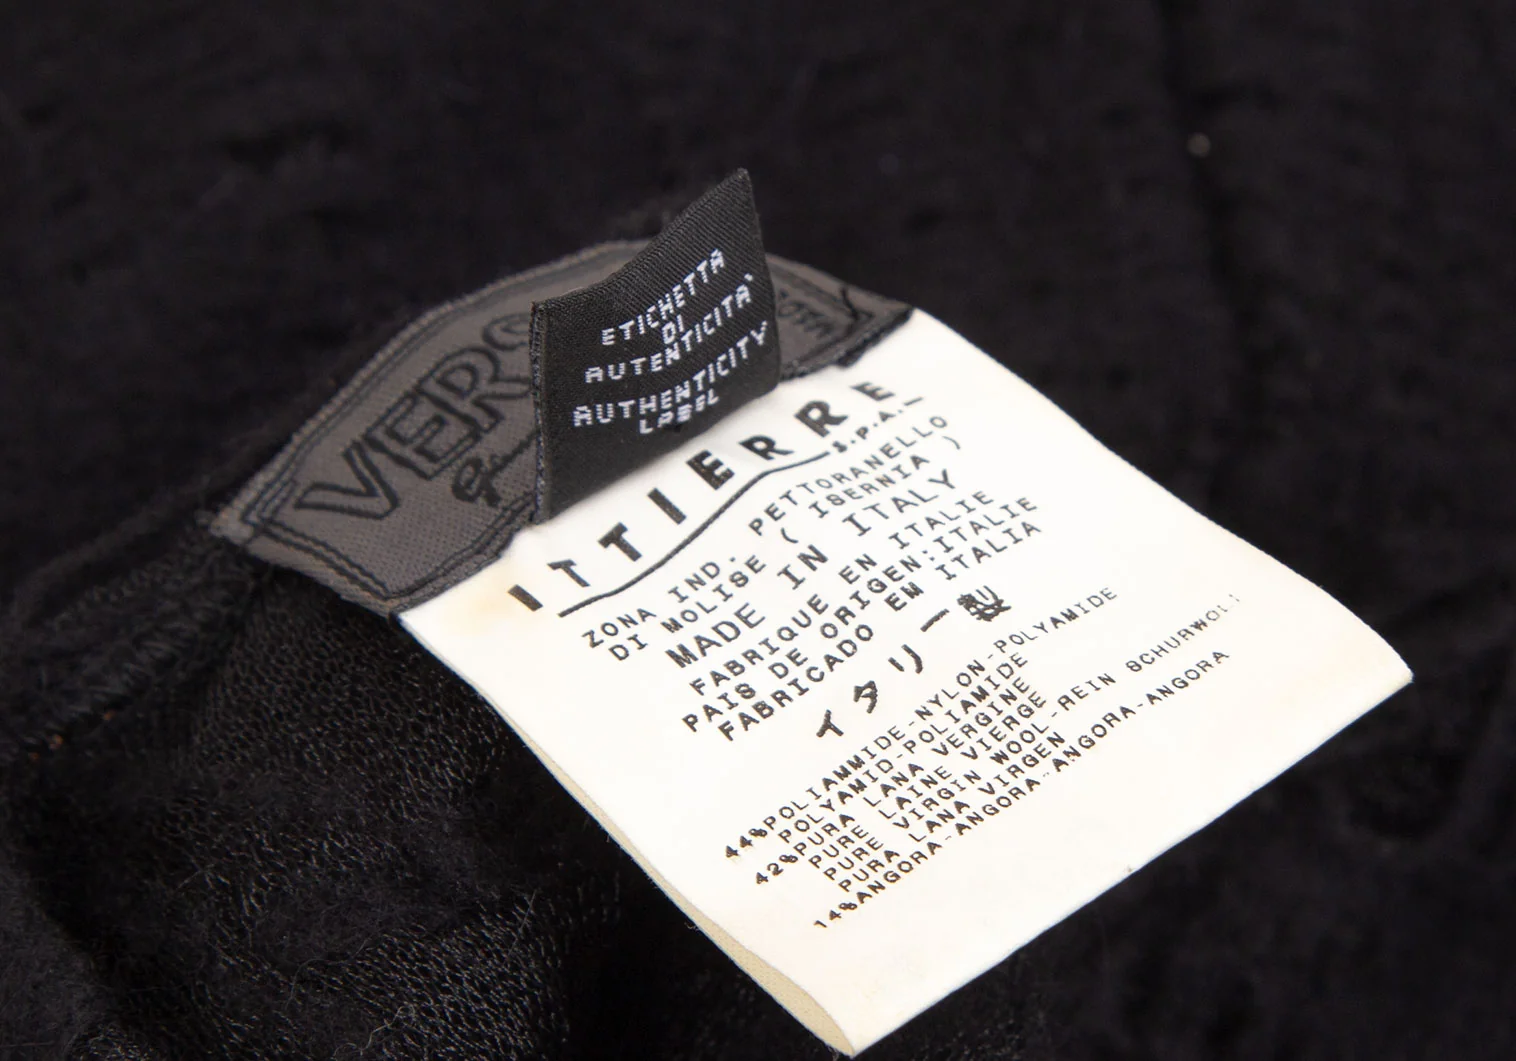 VERS
ETICHETTA
DI
AUTENTICITÀ
AUTHENTICITY
LABEL
ITTIERRE
S.P.A.
ZONA IND. PETTORANELLO
DI MOLISE ( ISERNIA )
MADE IN ITALY
FABRIQUE EN ITALIE
PAIS DE ORIGEN:ITALIE
FABRICADO EM ITALIA
イタリー製
44%POLIAMMIDE-NYLON-POLYAMIDE
POLYAMID-POLIAMIDE
42%PURA LANA VERGINE
PURE LAINE VIERGE
PURE VIRGIN WOOL-REIN SCHURWOL
PURA LANA VIRGEN
14%ANGORA-ANGORA-ANGORA-ANGORA